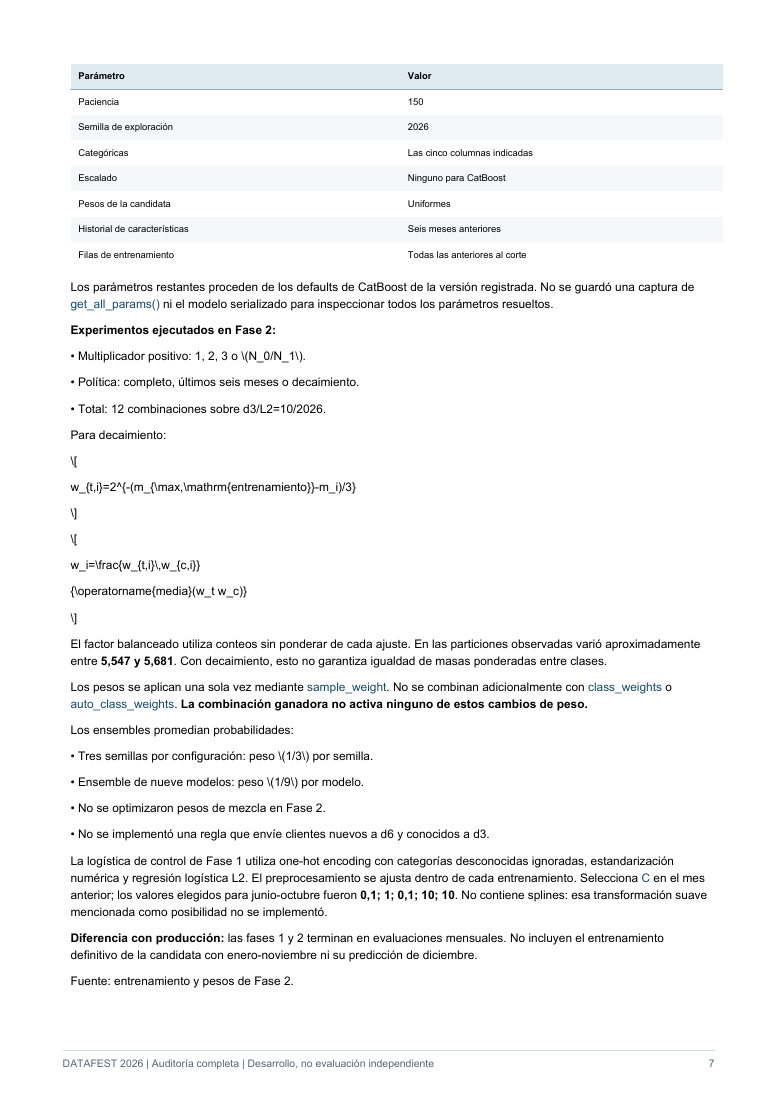 Parámetro Valor
Paciencia 150
Semilla de exploración 2026
Categóricas Las cinco columnas indicadas
Escalado Ninguno para CatBoost
Pesos de la candidata Uniformes
Historial de características Seis meses anteriores
Filas de entrenamiento Todas las anteriores al corte
Los parámetros restantes proceden de los defaults de CatBoost de la versión registrada. No se guardó una captura de
get_all_params() ni el modelo serializado para inspeccionar todos los parámetros resueltos.
Experimentos ejecutados en Fase 2:
• Multiplicador positivo: 1, 2, 3 o \(N_0/N_1\).
• Política: completo, últimos seis meses o decaimiento.
• Total: 12 combinaciones sobre d3/L2=10/2026.
Para decaimiento:
\[
w_{t,i}=2^{-(m_{\max,\mathrm{entrenamiento}}-m_i)/3}
\]
\[
w_i=\frac{w_{t,i}\,w_{c,i}}
{\operatorname{media}(w_t w_c)}
\]
El factor balanceado utiliza conteos sin ponderar de cada ajuste. En las particiones observadas varió aproximadamente
entre 5,547 y 5,681. Con decaimiento, esto no garantiza igualdad de masas ponderadas entre clases.
Los pesos se aplican una sola vez mediante sample_weight. No se combinan adicionalmente con class_weights o
auto_class_weights. La combinación ganadora no activa ninguno de estos cambios de peso.
Los ensembles promedian probabilidades:
• Tres semillas por configuración: peso \(1/3\) por semilla.
• Ensemble de nueve modelos: peso \(1/9\) por modelo.
• No se optimizaron pesos de mezcla en Fase 2.
• No se implementó una regla que envíe clientes nuevos a d6 y conocidos a d3.
La logística de control de Fase 1 utiliza one-hot encoding con categorías desconocidas ignoradas, estandarización
numérica y regresión logística L2. El preprocesamiento se ajusta dentro de cada entrenamiento. Selecciona C en el mes
anterior; los valores elegidos para junio-octubre fueron 0,1; 1; 0,1; 10; 10. No contiene splines: esa transformación suave
mencionada como posibilidad no se implementó.
Diferencia con producción: las fases 1 y 2 terminan en evaluaciones mensuales. No incluyen el entrenamiento
definitivo de la candidata con enero-noviembre ni su predicción de diciembre.
Fuente: entrenamiento y pesos de Fase 2.
DATAFEST 2026 | Auditoría completa | Desarrollo, no evaluación independiente 7